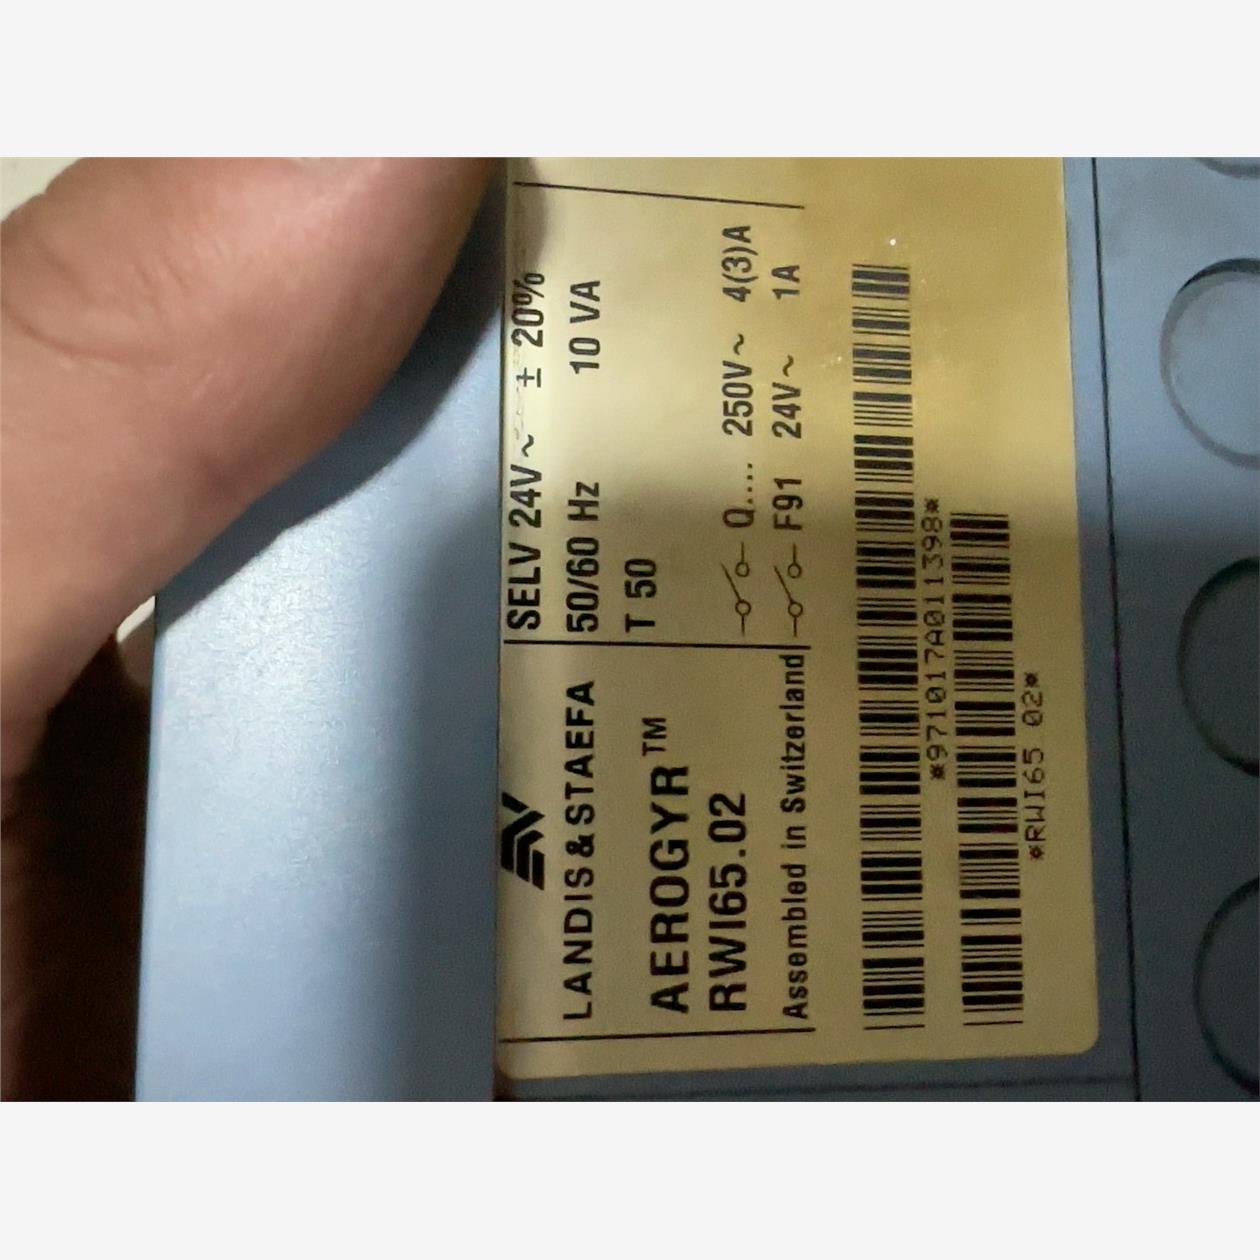 LANDIS & STAEFA
AEROGYR™
RWI65.02
Assembled in Switzerland
SELV 24V ~ ± 20%
50/60 Hz 10 VA
T 50
Q.... 250V ~ 4(3)A
F91 24V ~ 1A
*971017A011398*
*RWI65 02*